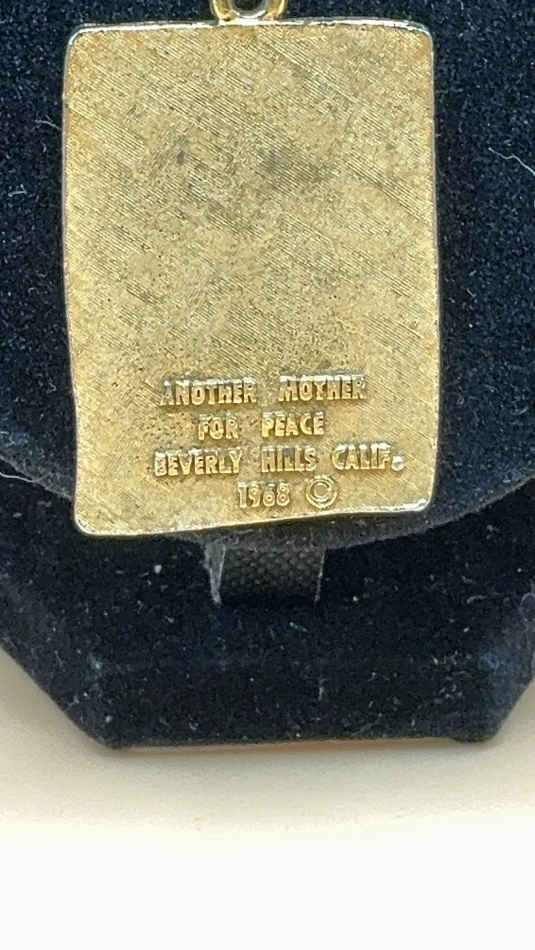 ANOTHER MOTHER
FOR PEACE
BEVERLY HILLS CALIF.
1968 ©